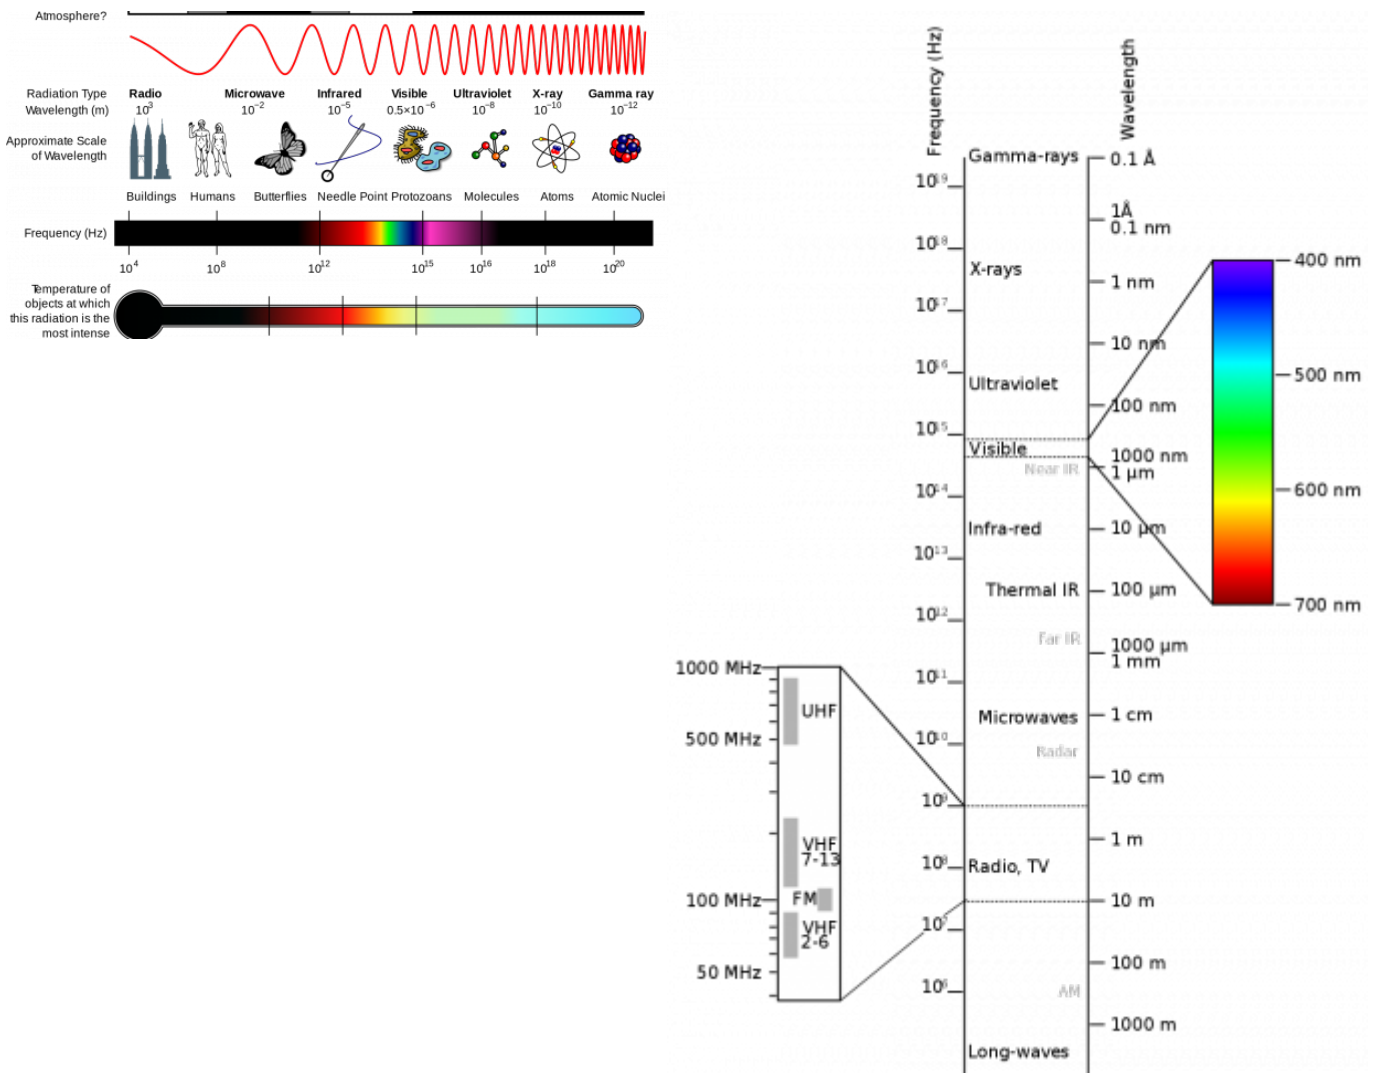 Atmosphere?
Radiation Type Radio Microwave Infrared Visible Ultraviolet X-ray Gamma ray
Wavelength (m) 10³ 10⁻² 10⁻⁵ 0.5×10⁻⁶ 10⁻⁸ 10⁻¹⁰ 10⁻¹²
Approximate Scale
of Wavelength
Buildings Humans Butterflies Needle Point Protozoans Molecules Atoms Atomic Nuclei
Frequency (Hz)
10⁴ 10⁸ 10¹² 10¹⁵ 10¹⁶ 10¹⁸ 10²⁰
Temperature of
objects at which
this radiation is the
most intense
Frequency (Hz)
Wavelength
Gamma-rays
0.1 Å
10¹⁹
1Å
0.1 nm
10¹⁸
X-rays
1 nm
10¹⁷
10 nm
10¹⁶
Ultraviolet
100 nm
10¹⁵
Visible
1000 nm
Near IR
1 µm
10¹⁴
Infra-red
10 µm
10¹³
Thermal IR
100 µm
10¹²
Far IR
1000 µm
1 mm
10¹¹
Microwaves
1 cm
10¹⁰
Radar
10 cm
10⁹
1 m
10⁸
Radio, TV
10 m
10⁷
100 m
10⁶
AM
1000 m
Long-waves
400 nm
500 nm
600 nm
700 nm
1000 MHz
UHF
500 MHz
VHF
7-13
100 MHz
FM
VHF
2-6
50 MHz